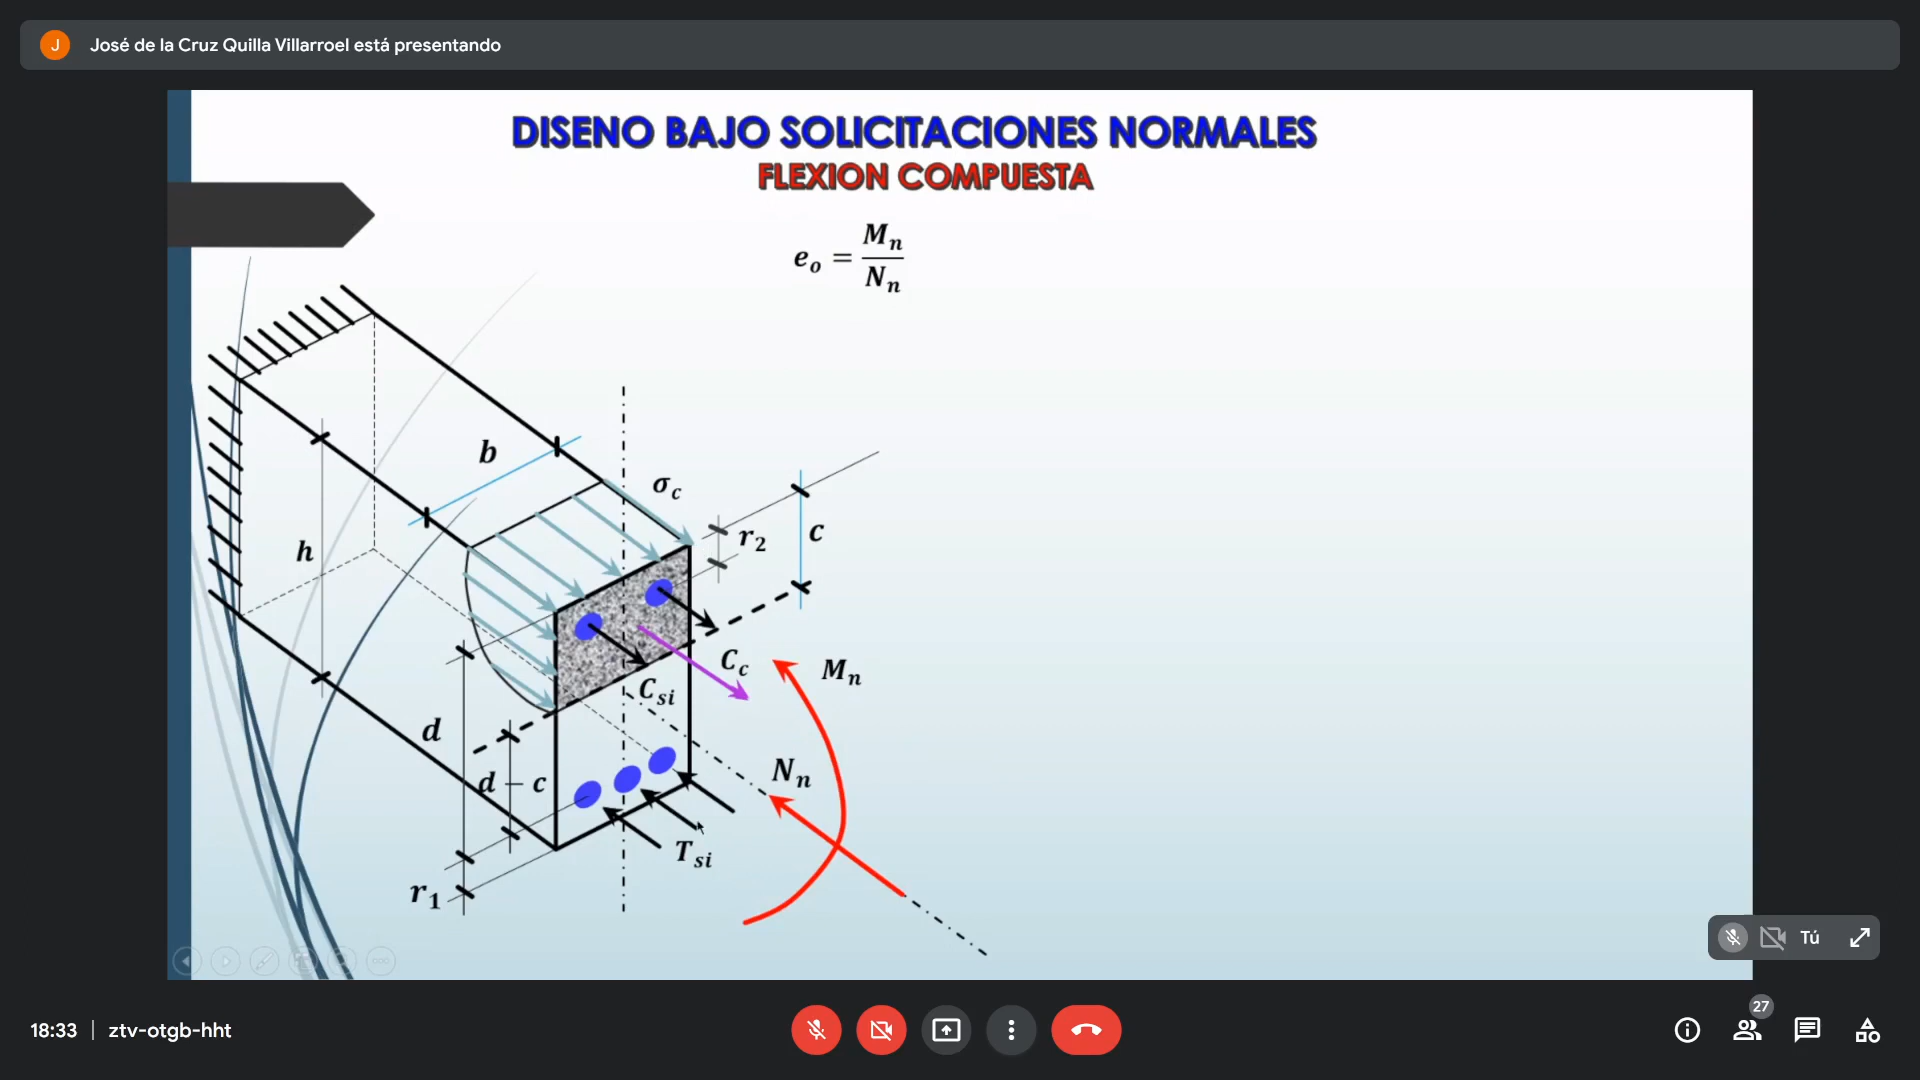 J José de la Cruz Quilla Villarroel está presentando
DISENO BAJO SOLICITACIONES NORMALES
FLEXION COMPUESTA
e_o = M_n / N_n
b
σ_c
r_2
c
h
C_c
M_n
C_si
d
N_n
d − c
T_si
r_1
Tú
18:33 | ztv-otgb-hht
27